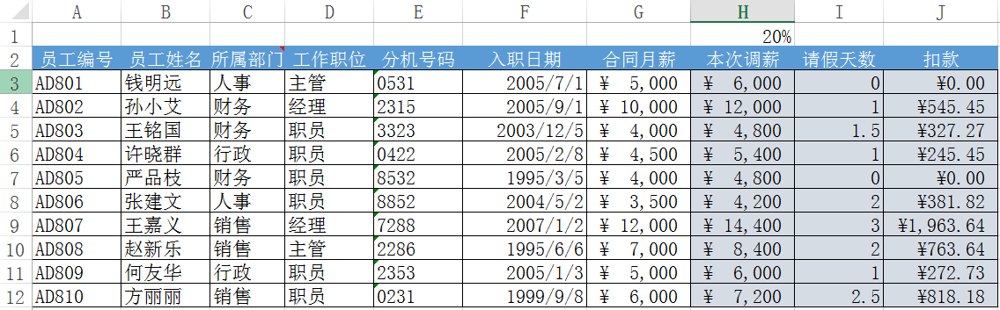 A B C D E F G H I J
1 20%
2 员工编号 员工姓名 所属部门 工作职位 分机号码 入职日期 合同月薪 本次调薪 请假天数 扣款
3 AD801 钱明远 人事 主管 0531 2005/7/1 ¥ 5,000 ¥ 6,000 0 ¥0.00
4 AD802 孙小艾 财务 经理 2315 2005/9/1 ¥ 10,000 ¥ 12,000 1 ¥545.45
5 AD803 王铭国 财务 职员 3323 2003/12/5 ¥ 4,000 ¥ 4,800 1.5 ¥327.27
6 AD804 许晓群 行政 职员 0422 2005/2/8 ¥ 4,500 ¥ 5,400 1 ¥245.45
7 AD805 严品枝 财务 职员 8532 1995/3/5 ¥ 4,000 ¥ 4,800 0 ¥0.00
8 AD806 张建文 人事 职员 8852 2004/5/2 ¥ 3,500 ¥ 4,200 2 ¥381.82
9 AD807 王嘉义 销售 经理 7288 2007/1/2 ¥ 12,000 ¥ 14,400 3 ¥1,963.64
10 AD808 赵新乐 销售 主管 2286 1995/6/6 ¥ 7,000 ¥ 8,400 2 ¥763.64
11 AD809 何友华 行政 职员 2353 2005/1/3 ¥ 5,000 ¥ 6,000 1 ¥272.73
12 AD810 方丽丽 销售 职员 0231 1999/9/8 ¥ 6,000 ¥ 7,200 2.5 ¥818.18